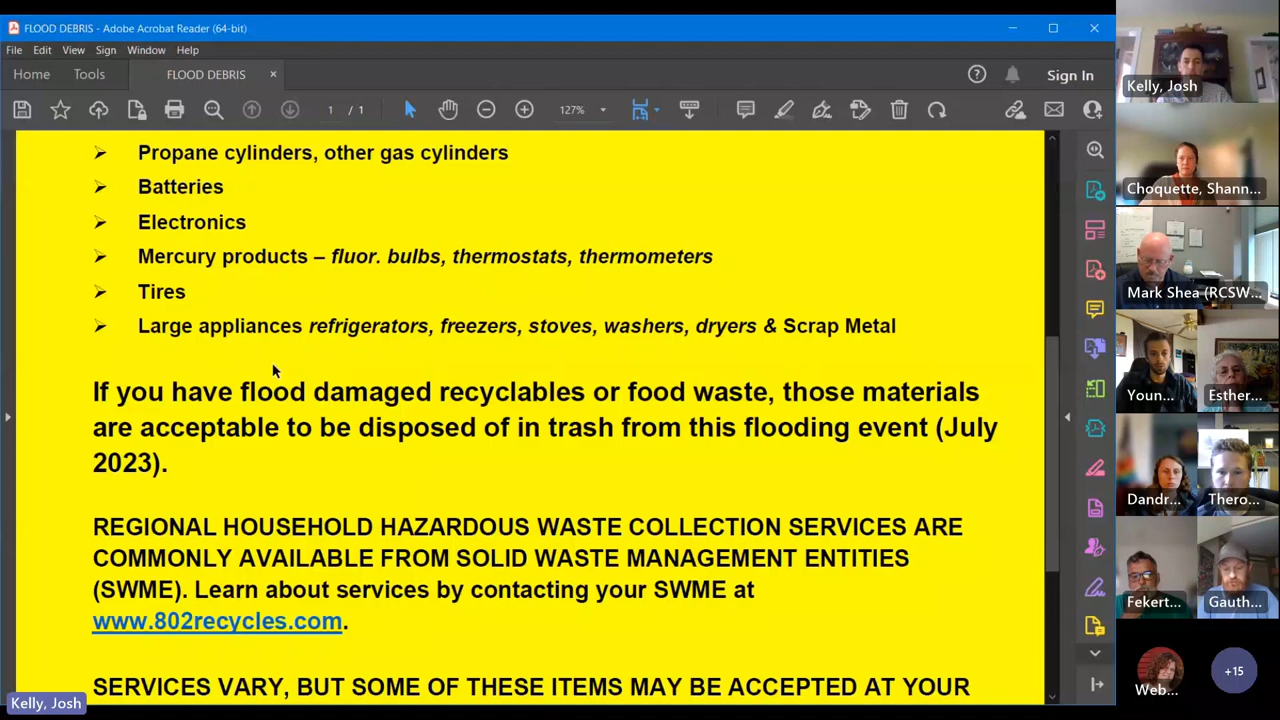 FLOOD DEBRIS - Adobe Acrobat Reader (64-bit)
File Edit View Sign Window Help
Home Tools FLOOD DEBRIS Sign In
1 / 1 127%
Propane cylinders, other gas cylinders
Batteries
Electronics
Mercury products – fluor. bulbs, thermostats, thermometers
Tires
Large appliances refrigerators, freezers, stoves, washers, dryers & Scrap Metal
If you have flood damaged recyclables or food waste, those materials
are acceptable to be disposed of in trash from this flooding event (July
2023).
REGIONAL HOUSEHOLD HAZARDOUS WASTE COLLECTION SERVICES ARE
COMMONLY AVAILABLE FROM SOLID WASTE MANAGEMENT ENTITIES
(SWME). Learn about services by contacting your SWME at
www.802recycles.com.
SERVICES VARY, BUT SOME OF THESE ITEMS MAY BE ACCEPTED AT YOUR
Kelly, Josh
Kelly, Josh
Choquette, Shann...
Mark Shea (RCSW...
Youn... Esther...
Dandr... Thero...
Fekert... Gauth...
Web... +15